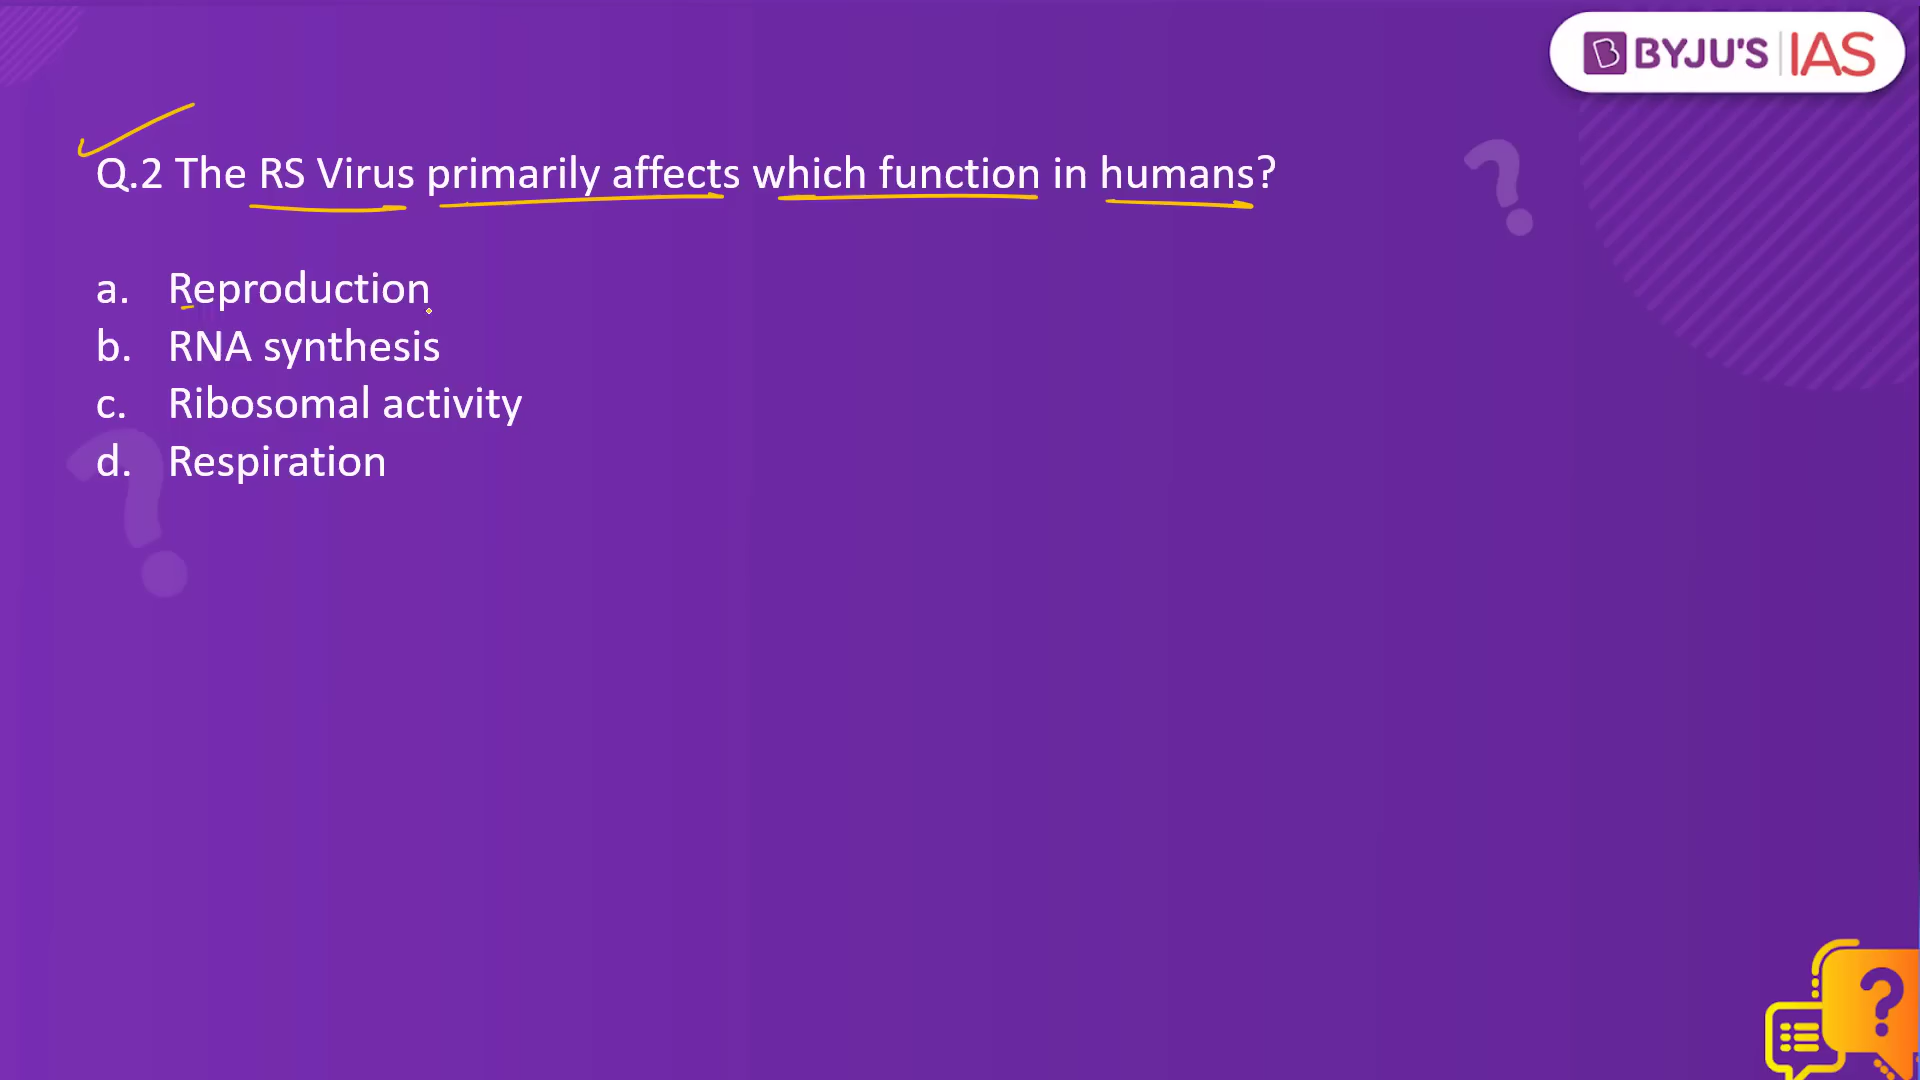 BYJU'S IAS
Q.2 The RS Virus primarily affects which function in humans?
a. Reproduction
b. RNA synthesis
c. Ribosomal activity
d. Respiration